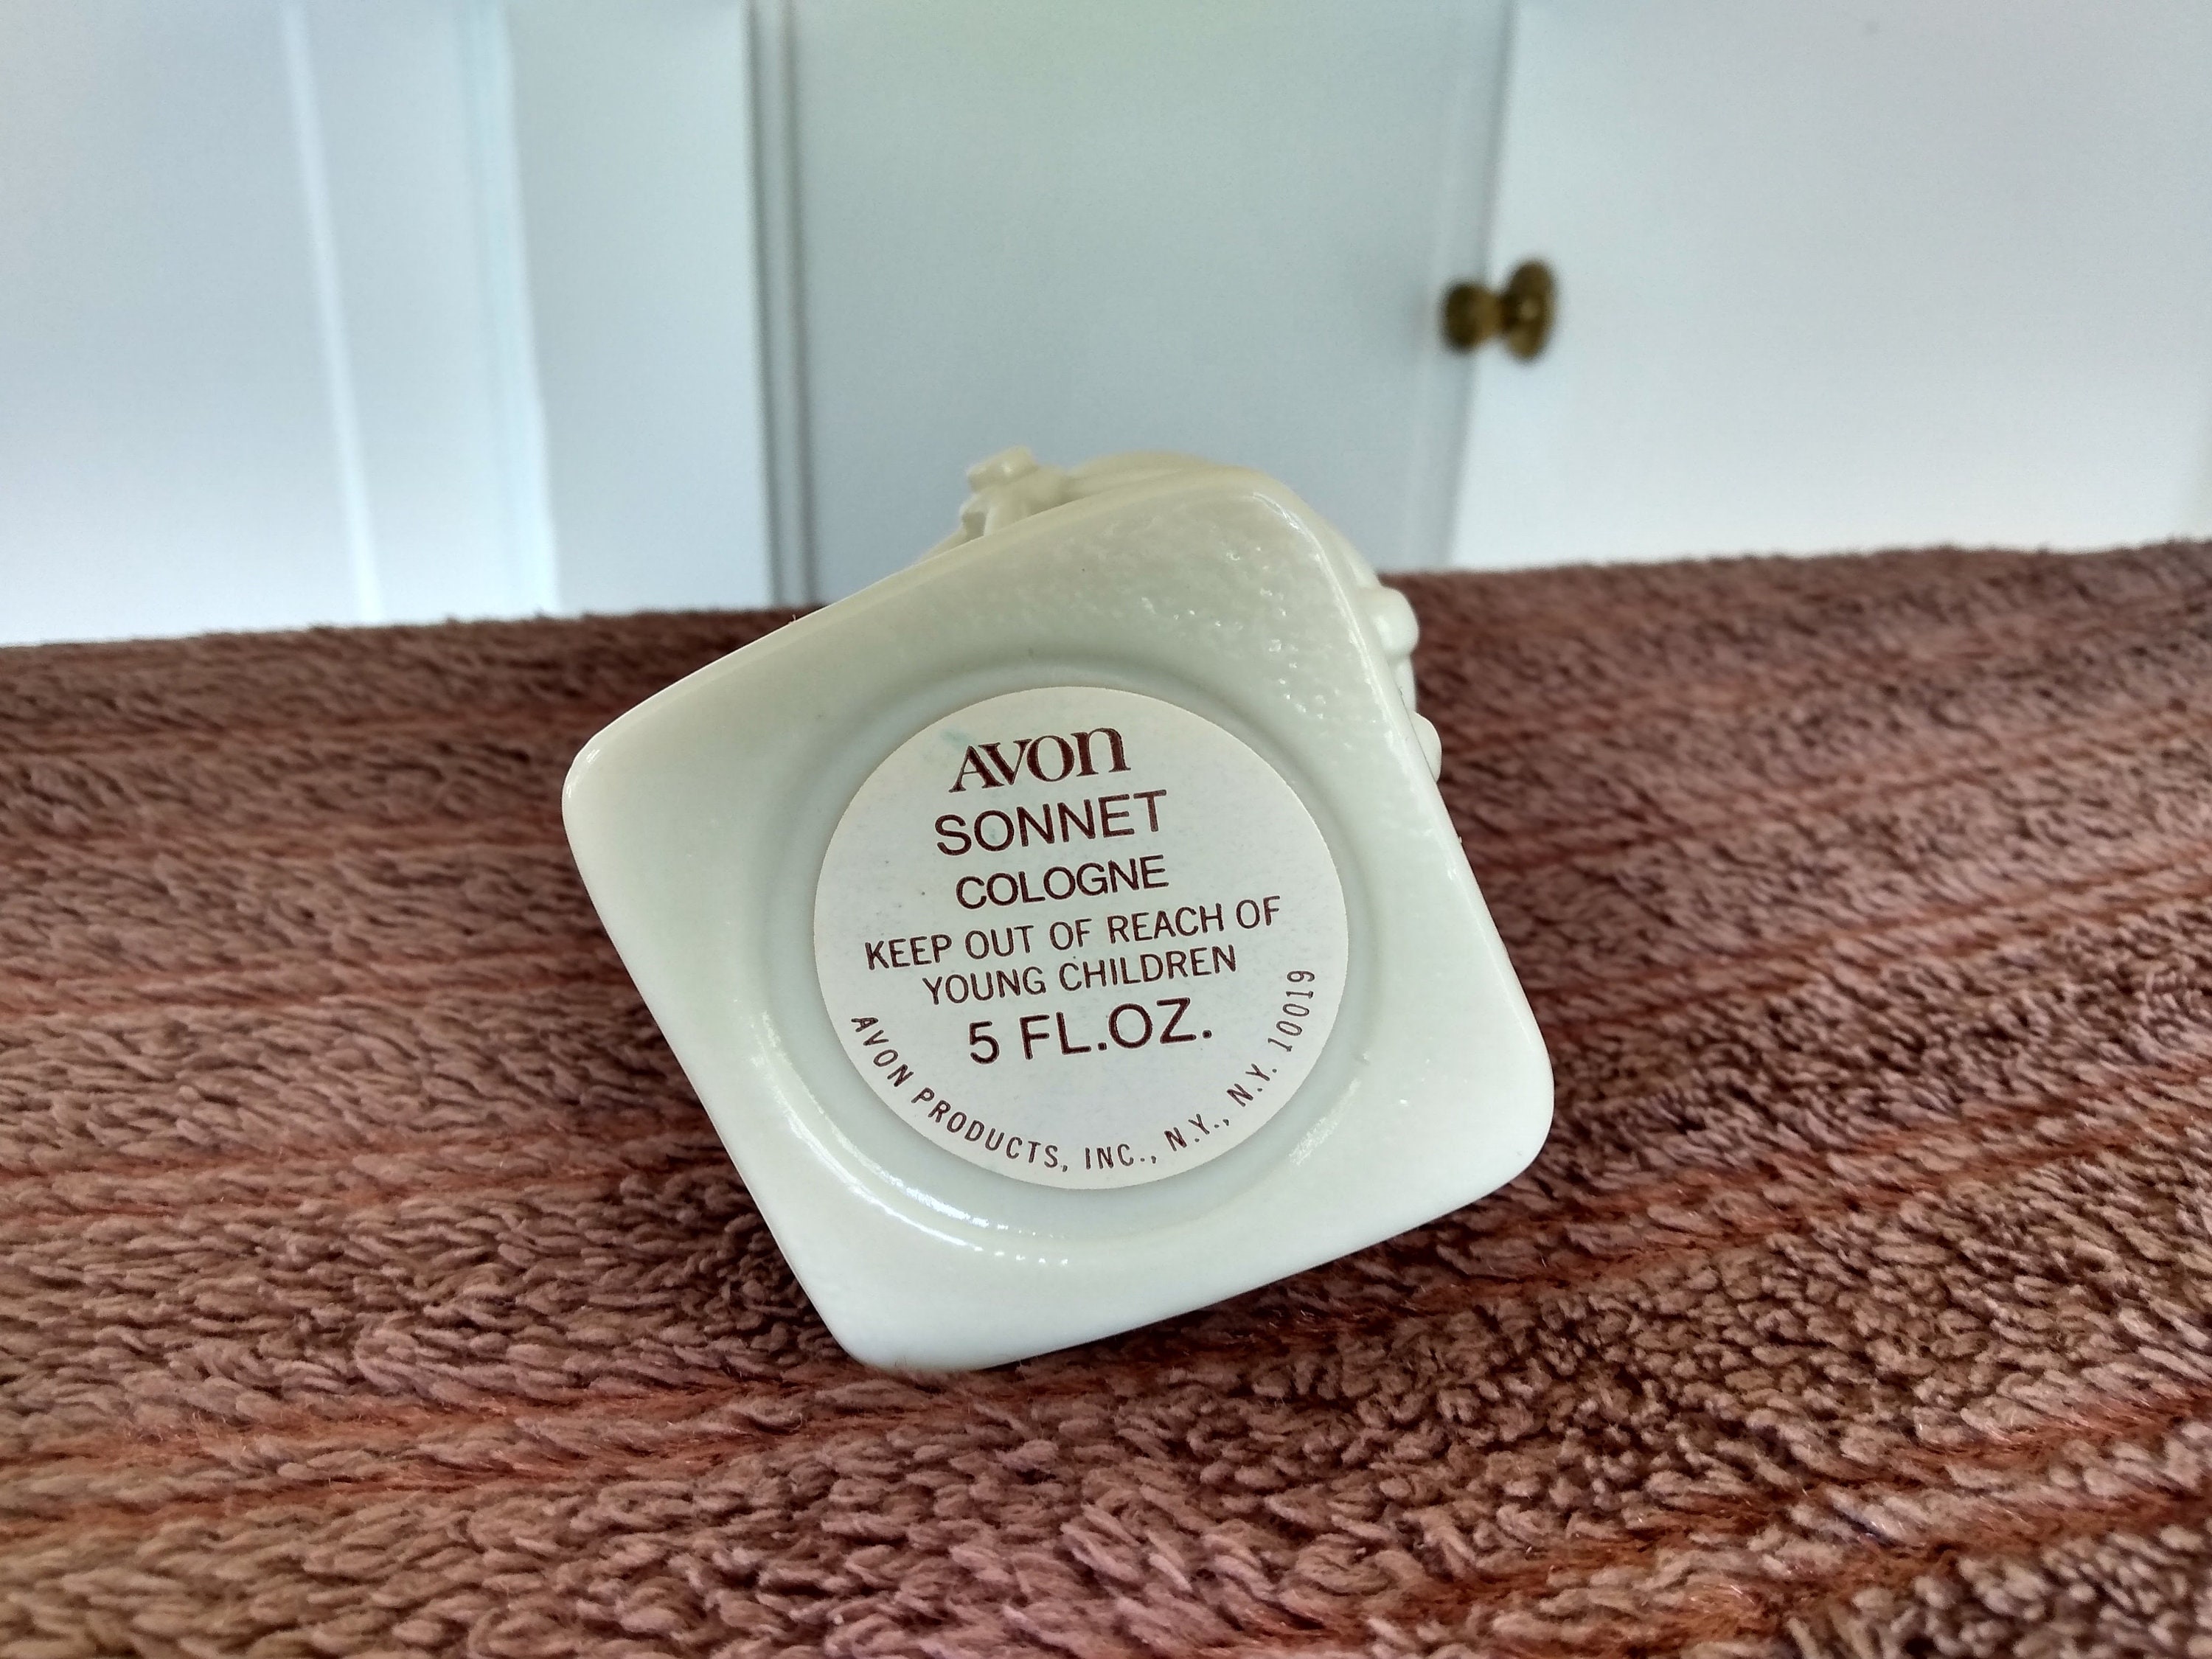 AVON
SONNET
COLOGNE
KEEP OUT OF REACH OF
YOUNG CHILDREN
5 FL.OZ.
AVON PRODUCTS, INC., N.Y., N.Y. 10019